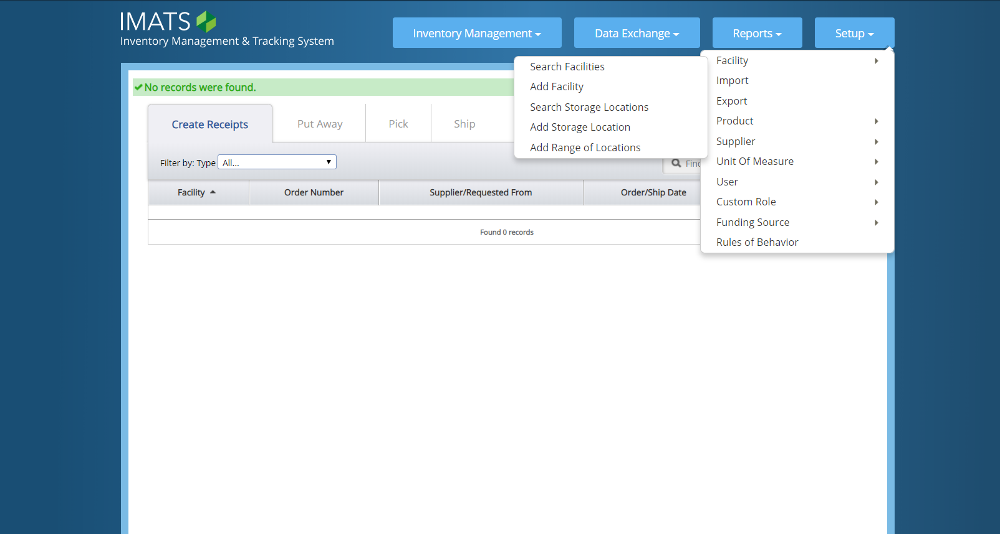 IMATS
Inventory Management & Tracking System
Inventory Management
Data Exchange
Reports
Setup
Search Facilities
Add Facility
Search Storage Locations
Add Storage Location
Add Range of Locations
Facility
Import
Export
Product
Supplier
Unit Of Measure
User
Custom Role
Funding Source
Rules of Behavior
No records were found.
Create Receipts
Put Away
Pick
Ship
Filter by: Type
All...
Facility
Order Number
Supplier/Requested From
Order/Ship Date
Found 0 records